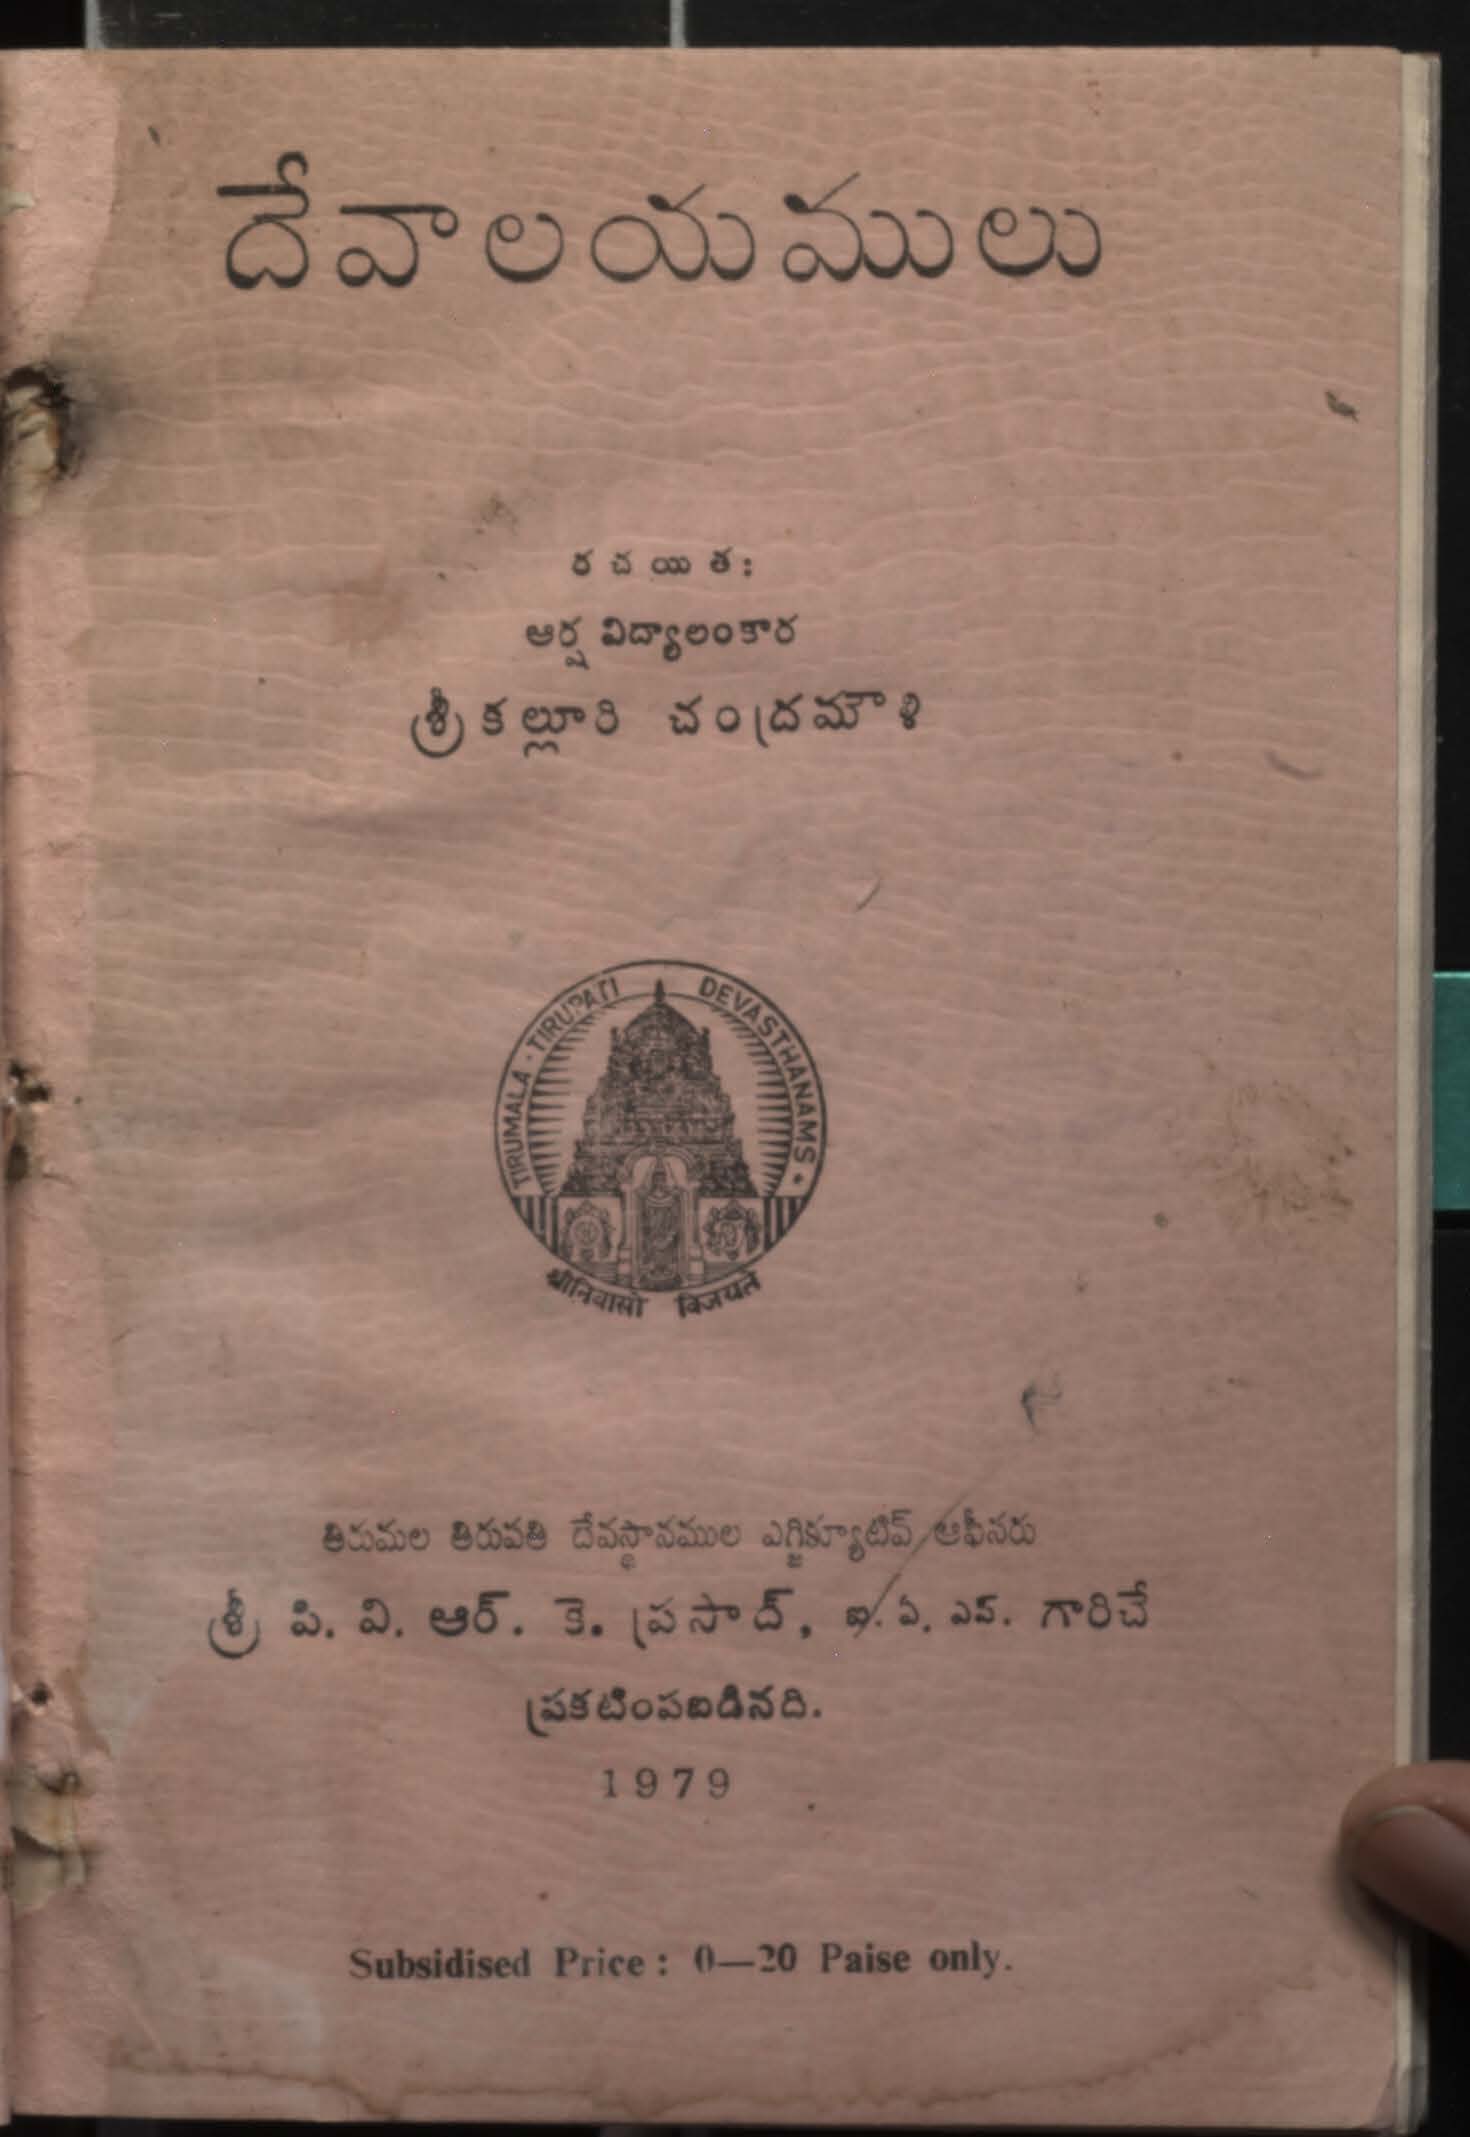 దేవాలయములు
రచయిత:
ఆర్ష విద్యాలంకార
శ్రీ కల్లూరి చంద్రమౌళి
TIRUMALA - TIRUPATI DEVASTHANAMS
श्रीनिवासो विजयते
తిరుమల తిరుపతి దేవస్థానముల ఎగ్జిక్యూటివ్ ఆఫీసరు
శ్రీ పి. వి. ఆర్. కె. ప్రసాద్, ఐ. ఏ. ఎస్. గారిచే
ప్రకటింపబడినది.
1979
Subsidised Price : 0—20 Paise only.